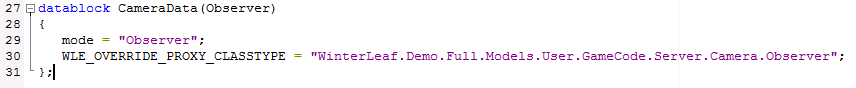 27 datablock CameraData(Observer)
28 {
29 mode = "Observer";
30 WLE_OVERRIDE_PROXY_CLASSTYPE = "WinterLeaf.Demo.Full.Models.User.GameCode.Server.Camera.Observer";
31 };